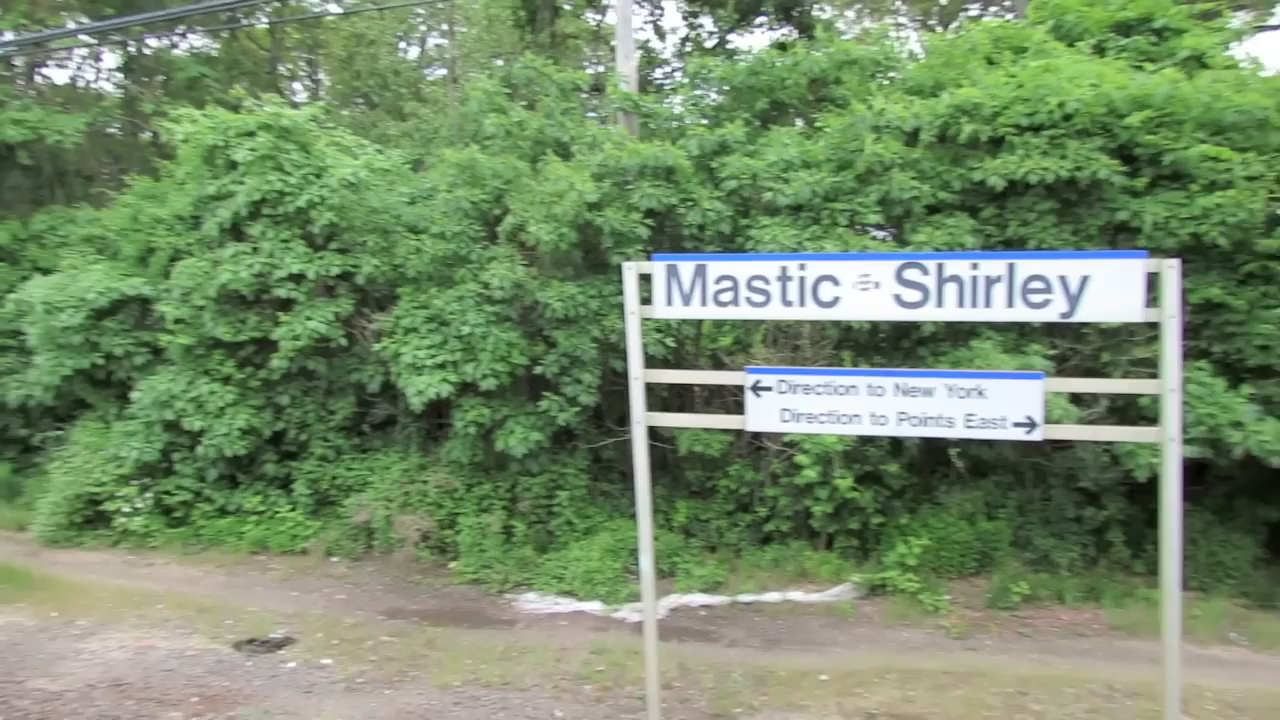 Mastic - Shirley
←Direction to New York
Direction to Points East→